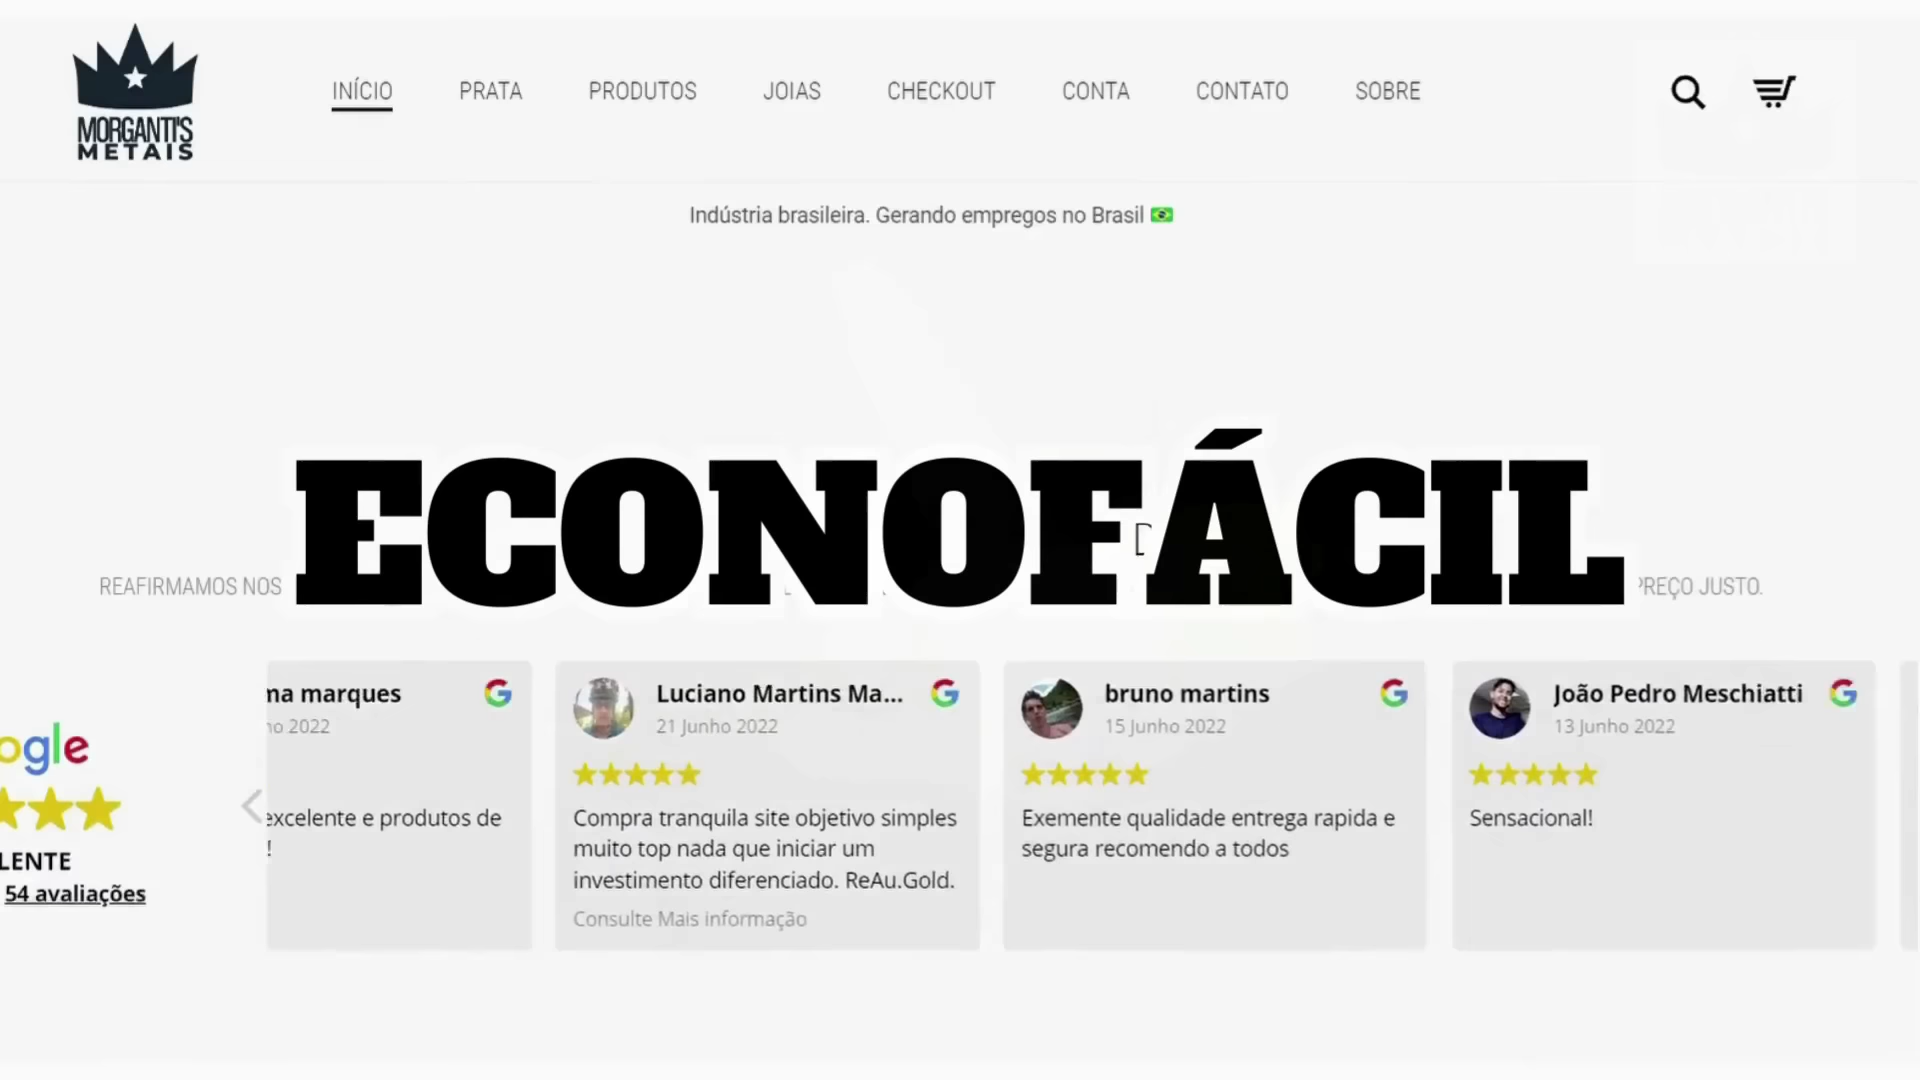 MORGANTI'S
METAIS
INÍCIO PRATA PRODUTOS JOIAS CHECKOUT CONTA CONTATO SOBRE
Indústria brasileira. Gerando empregos no Brasil
ECONOFÁCIL
REAFIRMAMOS NOS
PREÇO JUSTO.
ogle
LENTE
54 avaliações
ma marques
ho 2022
excelente e produtos de
!
Luciano Martins Ma...
21 Junho 2022
Compra tranquila site objetivo simples
muito top nada que iniciar um
investimento diferenciado. ReAu.Gold.
Consulte Mais informação
bruno martins
15 Junho 2022
Exemente qualidade entrega rapida e
segura recomendo a todos
João Pedro Meschiatti
13 Junho 2022
Sensacional!